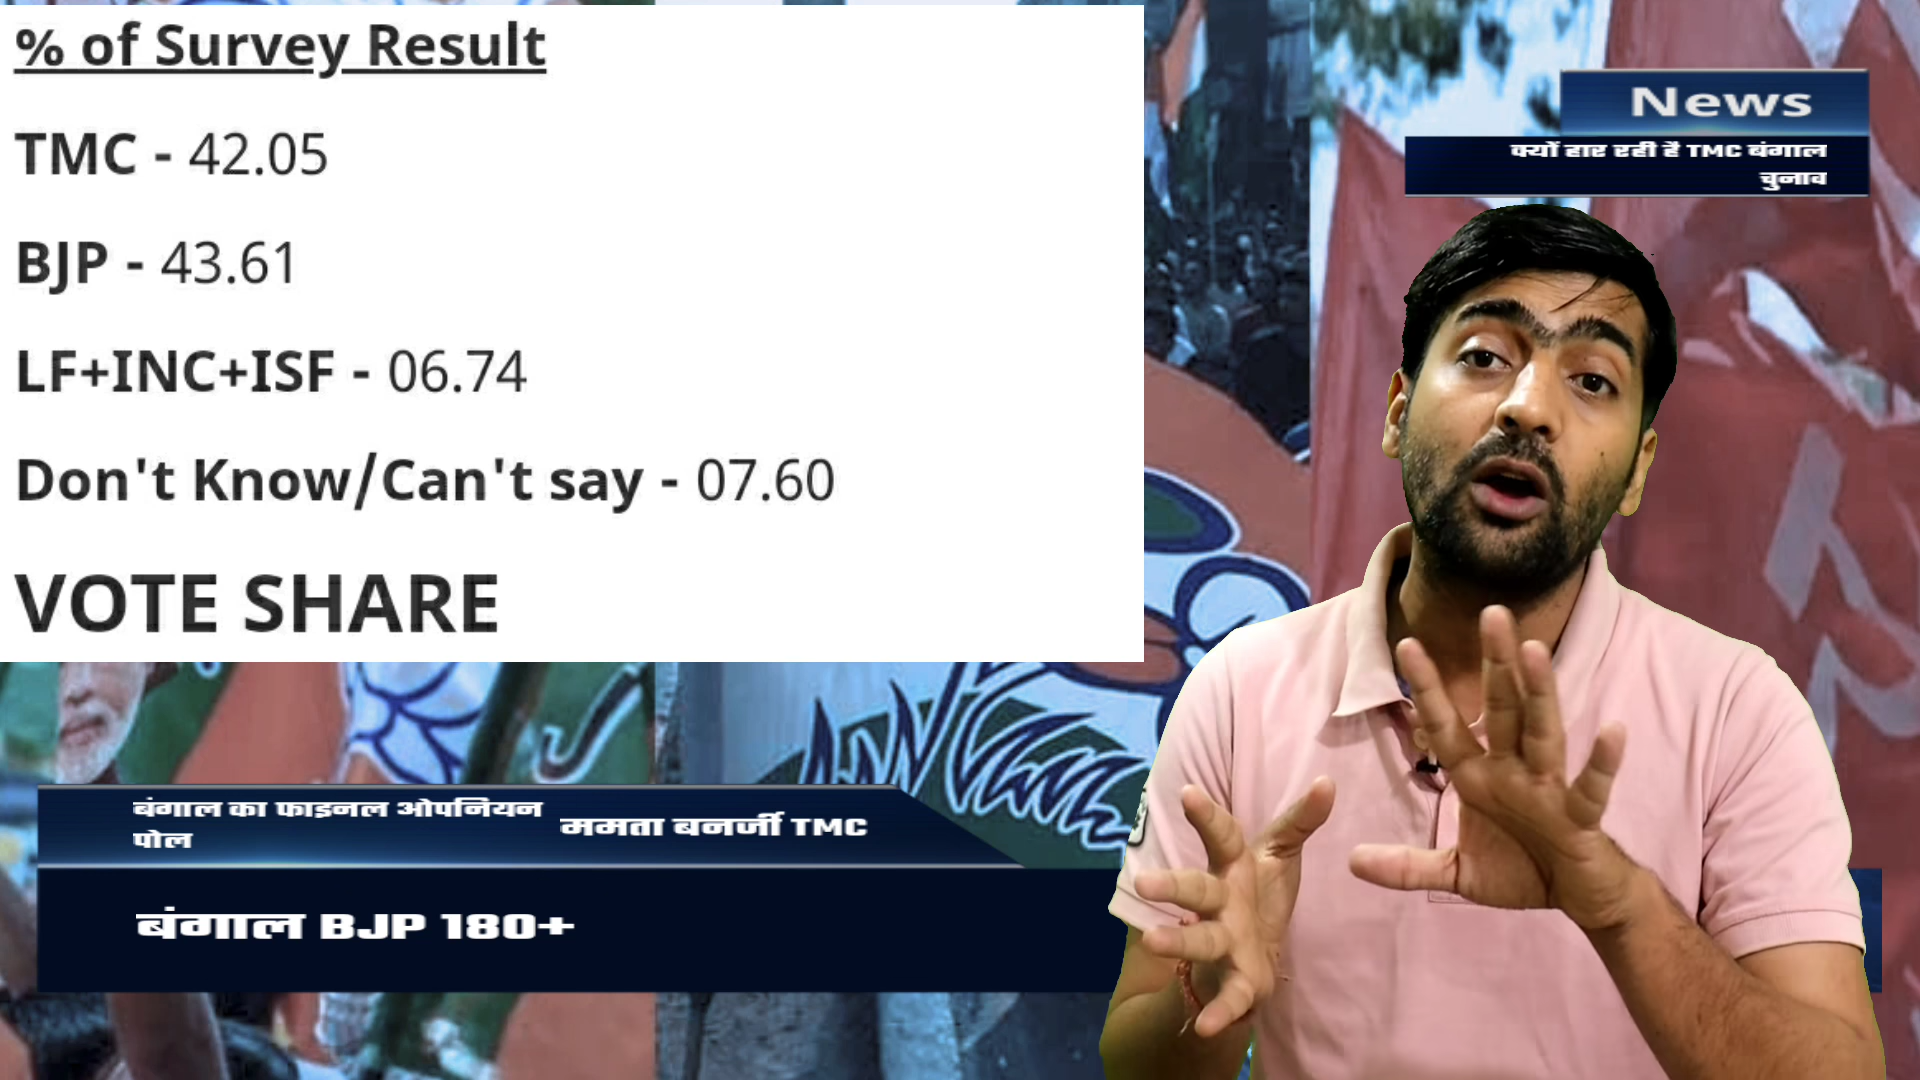 % of Survey Result
TMC - 42.05
BJP - 43.61
LF+INC+ISF - 06.74
Don't Know/Can't say - 07.60
VOTE SHARE
News
क्यों हार रही है TMC बंगाल
चुनाव
बंगाल का फाइनल ओपनियन
पोल
ममता बनर्जी TMC
बंगाल BJP 180+